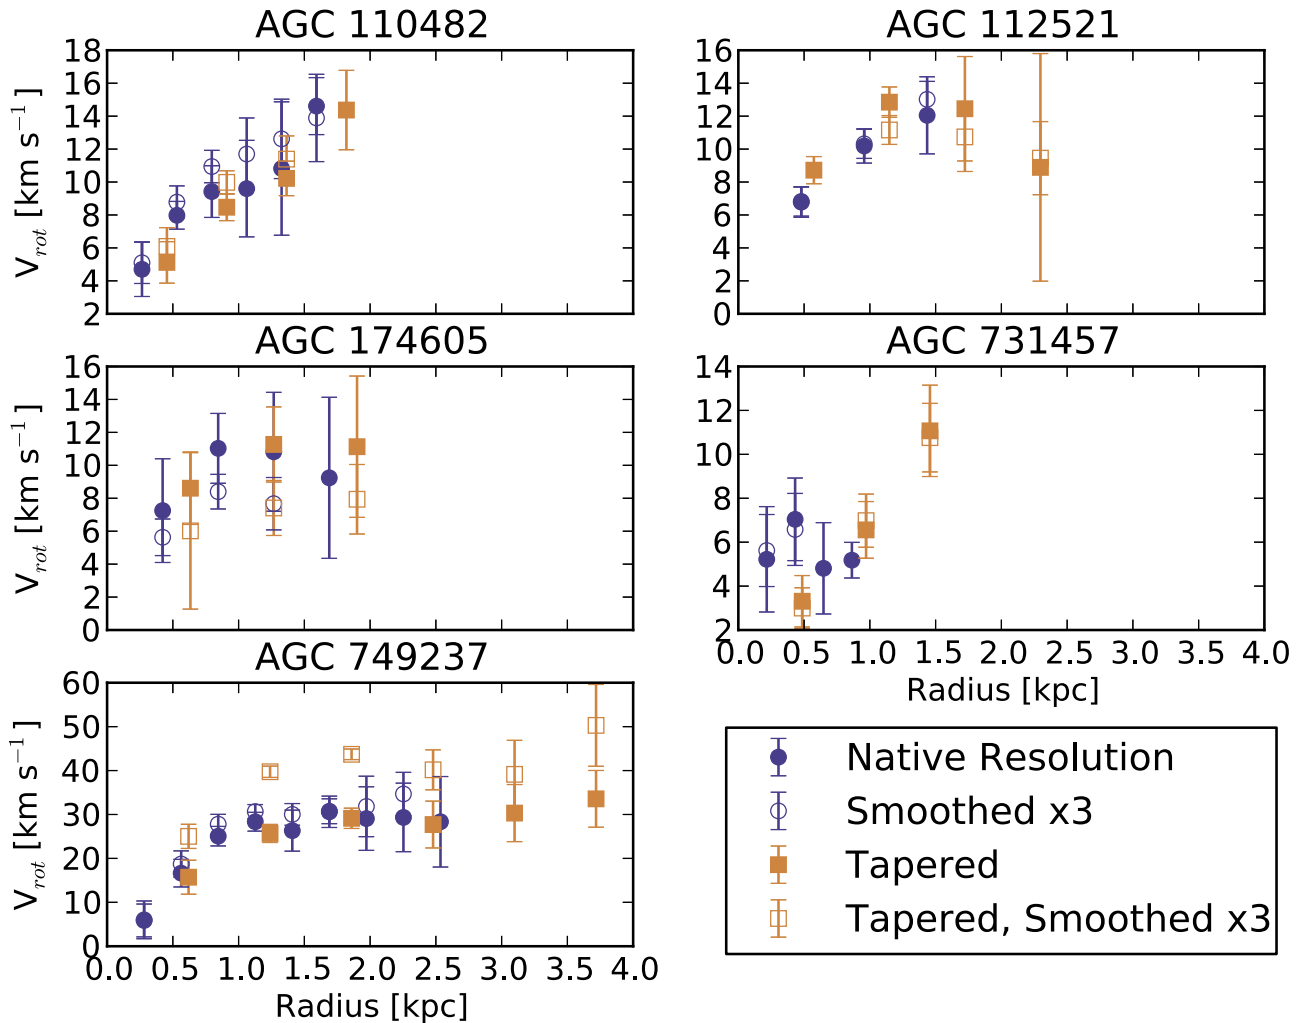 AGC 110482
V_rot [km s⁻¹]
18
16
14
12
10
8
6
4
2
AGC 112521
16
14
12
10
8
6
4
2
0
AGC 174605
V_rot [km s⁻¹]
16
14
12
10
8
6
4
2
0
AGC 731457
14
12
10
8
6
4
2
0.0 0.5 1.0 1.5 2.0 2.5 3.0 3.5 4.0
Radius [kpc]
AGC 749237
V_rot [km s⁻¹]
60
50
40
30
20
10
0
0.0 0.5 1.0 1.5 2.0 2.5 3.0 3.5 4.0
Radius [kpc]
Native Resolution
Smoothed x3
Tapered
Tapered, Smoothed x3